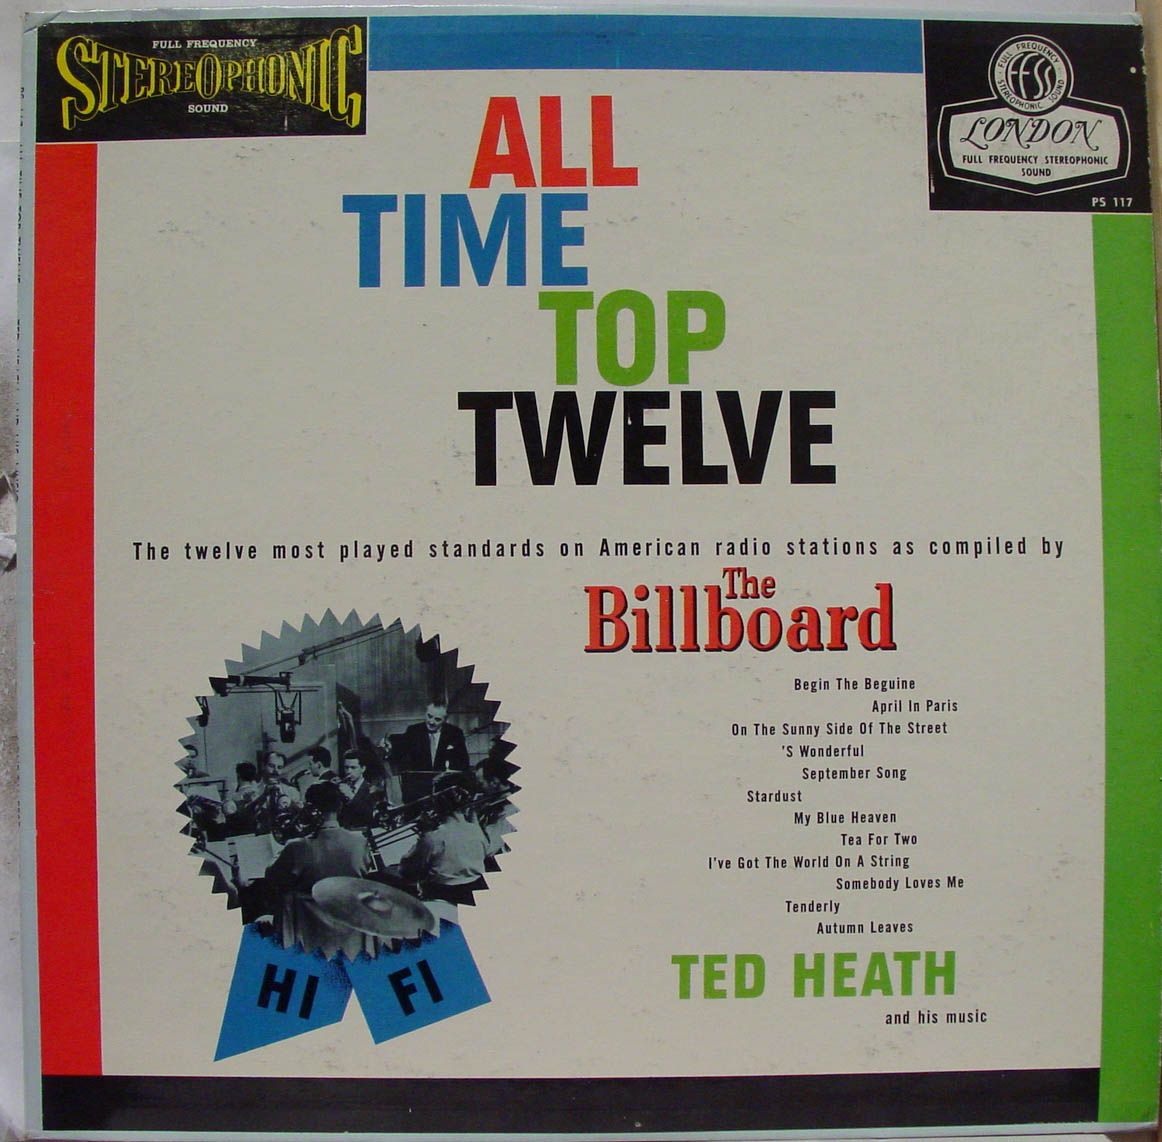 FULL FREQUENCY
STEREOPHONIC
SOUND
FULL FREQUENCY
STEREOPHONIC SOUND
FFSS
LONDON
FULL FREQUENCY STEREOPHONIC
SOUND
PS 117
ALL
TIME
TOP
TWELVE
The twelve most played standards on American radio stations as compiled by
The
Billboard
Begin The Beguine
April In Paris
On The Sunny Side Of The Street
'S Wonderful
September Song
Stardust
My Blue Heaven
Tea For Two
I've Got The World On A String
Somebody Loves Me
Tenderly
Autumn Leaves
TED HEATH
and his music
HI FI